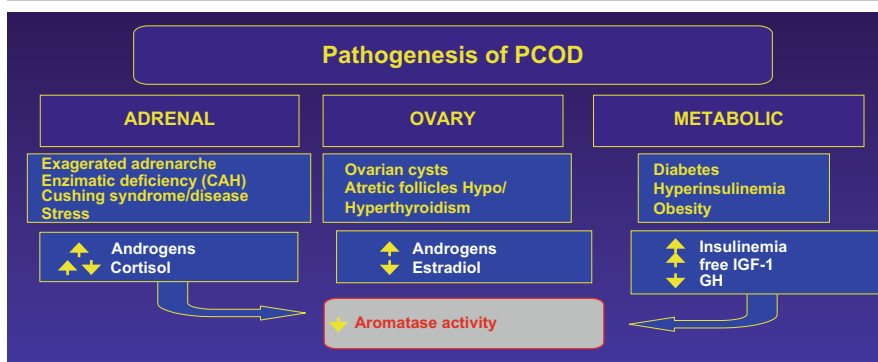 Pathogenesis of PCOD
ADRENAL
Exagerated adrenarche
Enzimatic deficiency (CAH)
Cushing syndrome/disease
Stress
Androgens
Cortisol
OVARY
Ovarian cysts
Atretic follicles Hypo/
Hyperthyroidism
Androgens
Estradiol
METABOLIC
Diabetes
Hyperinsulinemia
Obesity
Insulinemia
free IGF-1
GH
Aromatase activity